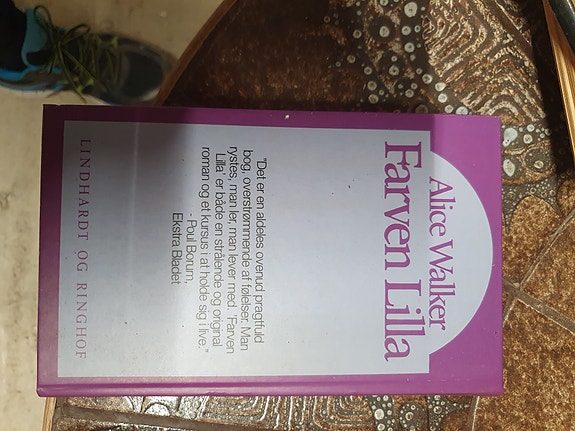 Alice Walker
Farven Lilla
"Det er en aldeles ovenud pragtfuld
bog, overstrømmende af følelser. Man
rystes, man ler, man lever med. 'Farven
Lilla' er både en strålende og original
roman og et kursus i at holde sig i live."
- Poul Borum,
Ekstra Bladet
LINDHARDT OG RINGHOF